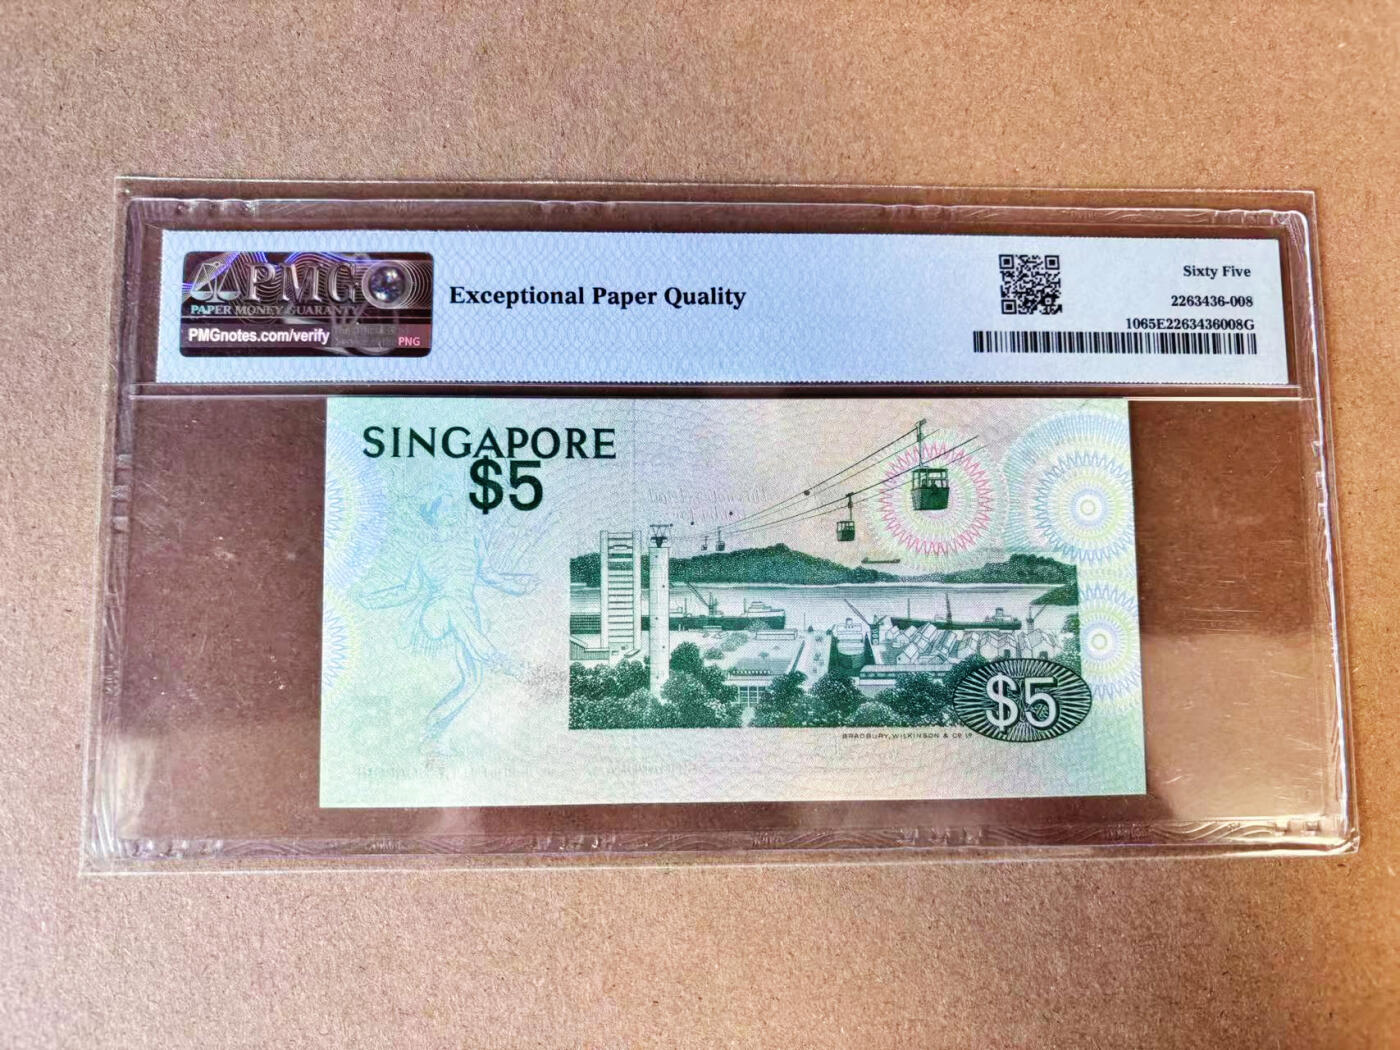 PMG
PAPER MONEY GUARANTY
PMGnotes.com/verify
PNG
Exceptional Paper Quality
Sixty Five
2263436-008
1065E2263436008G
SINGAPORE
$5
$5
BRADBURY, WILKINSON & CO. LD